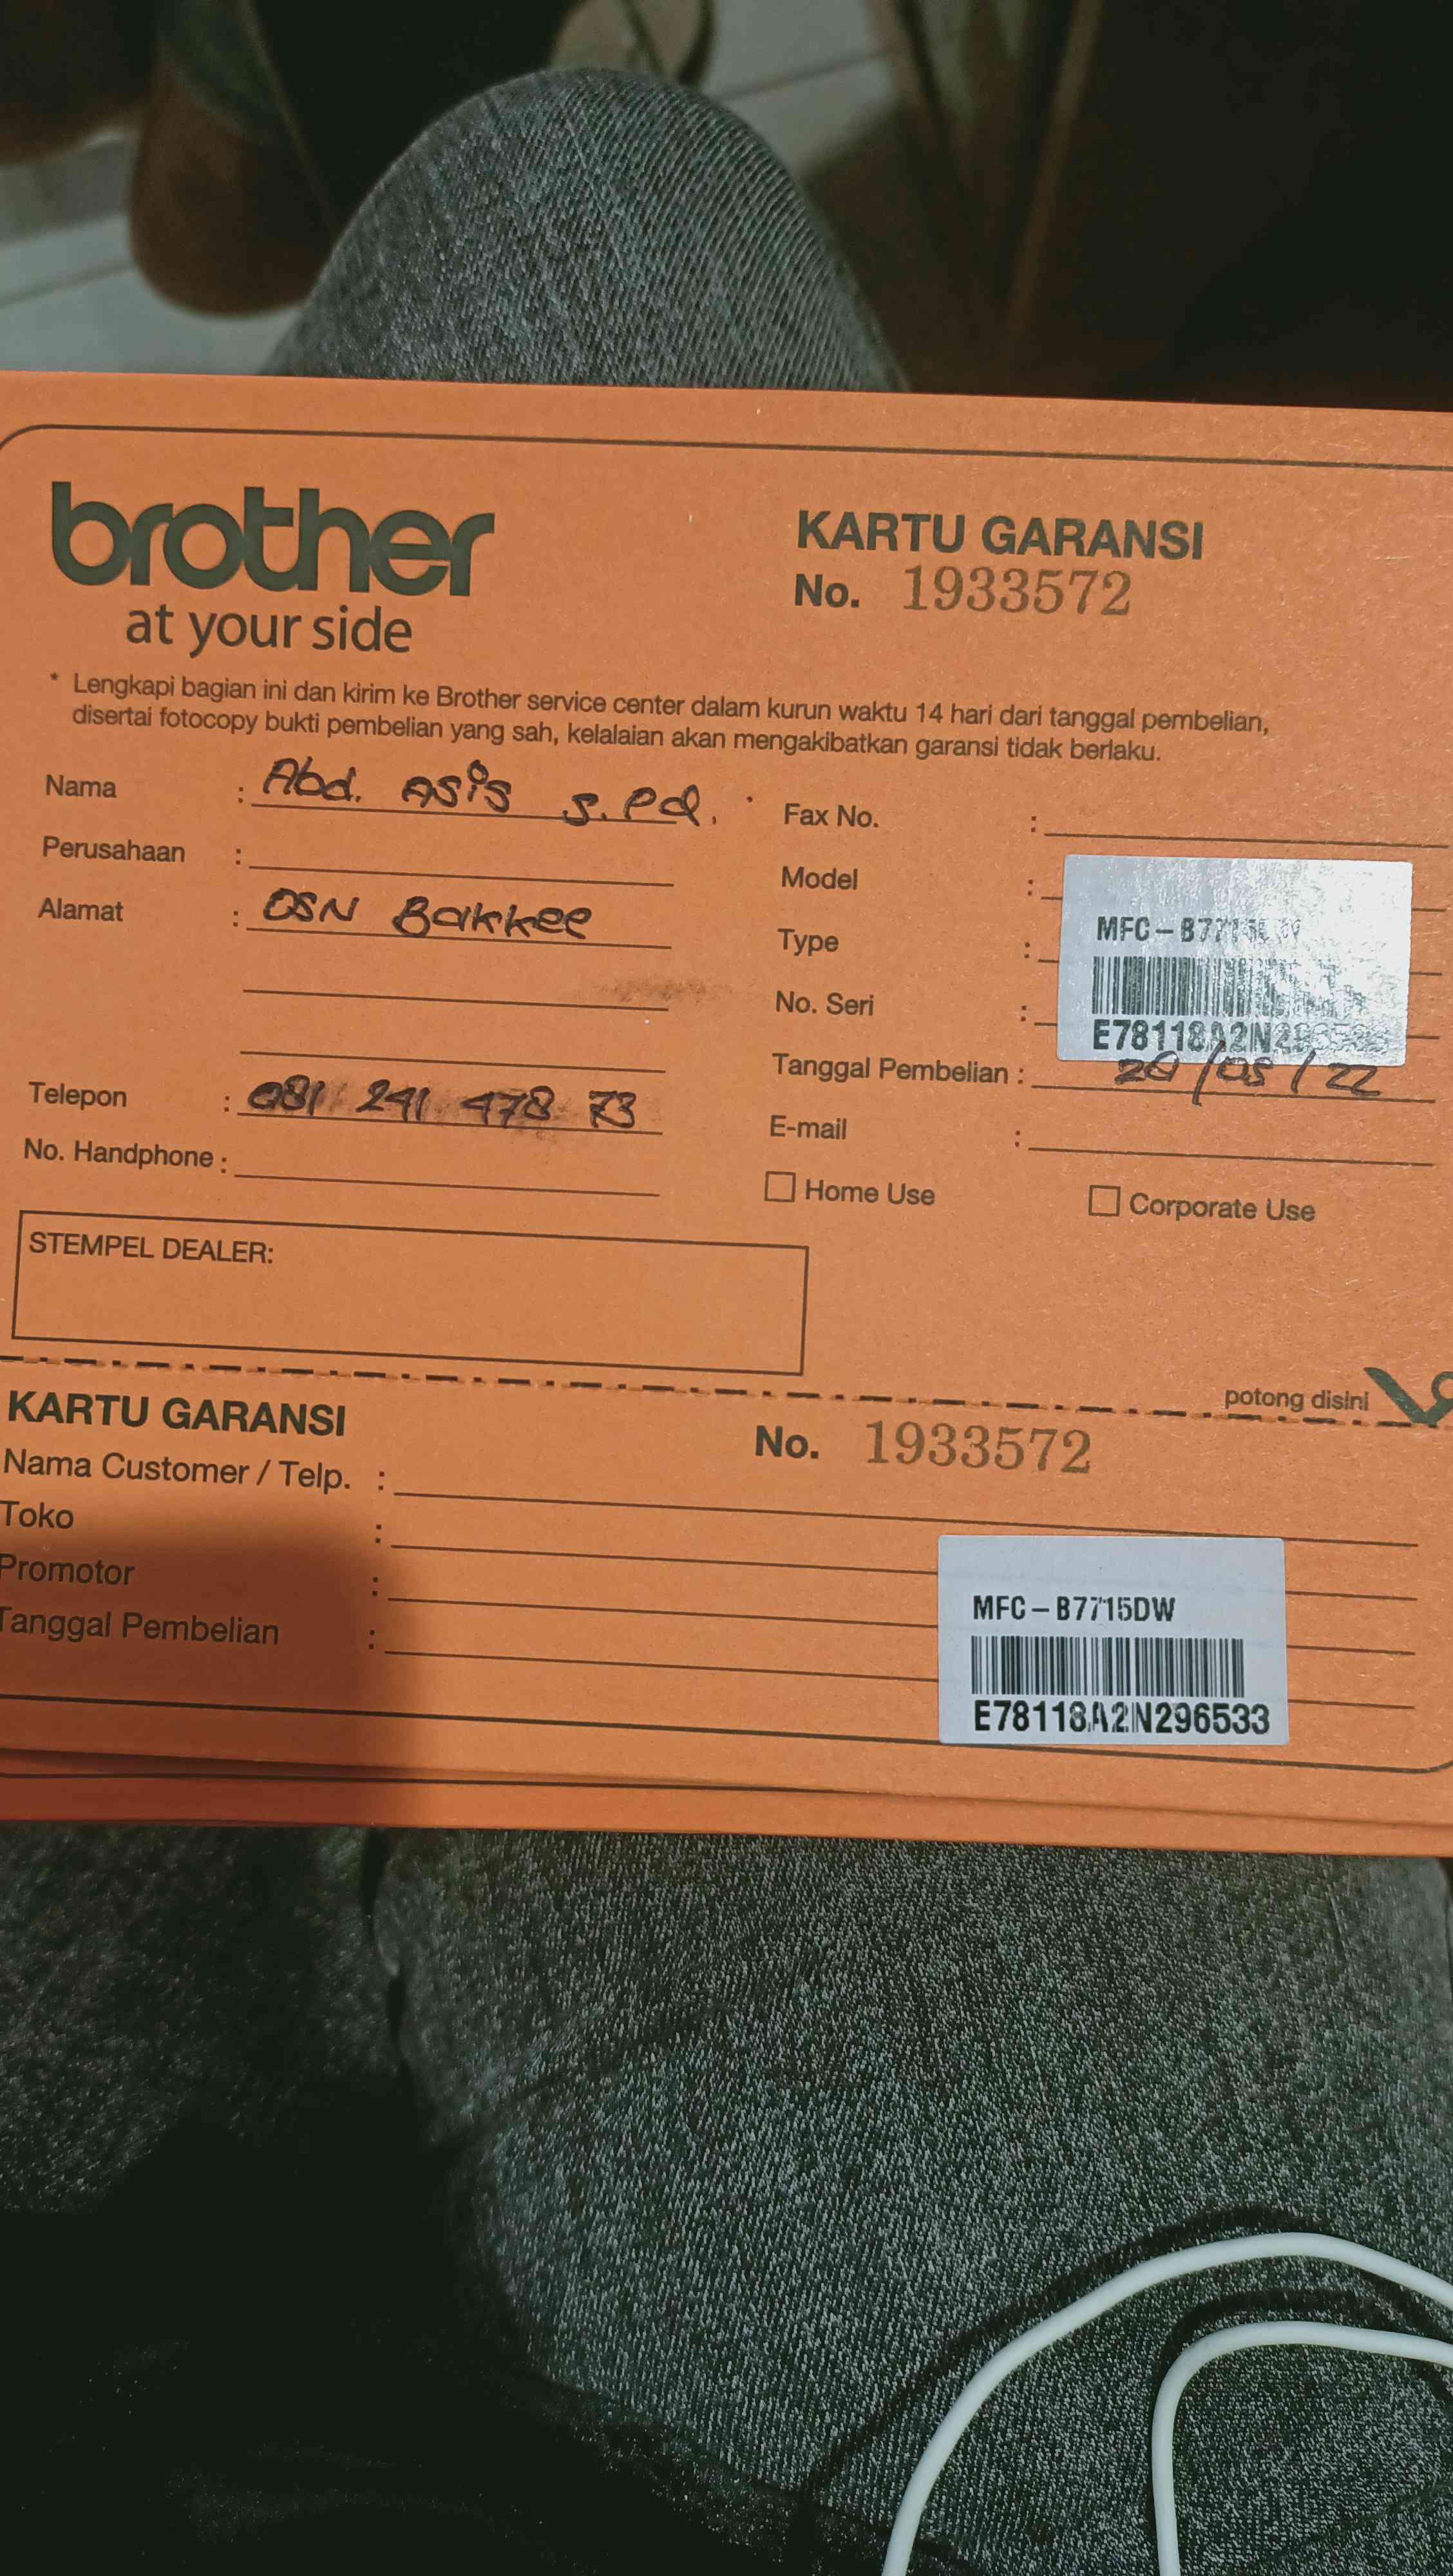 brother
at your side
KARTU GARANSI
No. 1933572
* Lengkapi bagian ini dan kirim ke Brother service center dalam kurun waktu 14 hari dari tanggal pembelian,
disertai fotocopy bukti pembelian yang sah, kelalaian akan mengakibatkan garansi tidak berlaku.
Nama : Abd. Asis S.Pd.
Perusahaan :
Alamat : DSN Bakkee
Telepon : 081 241 478 73
No. Handphone :
Fax No. :
Model :
MFC-B7715DW
Type :
No. Seri :
E78118A2N296533
Tanggal Pembelian : 20/05/22
E-mail :
Home Use Corporate Use
STEMPEL DEALER:
potong disini
KARTU GARANSI
No. 1933572
Nama Customer / Telp. :
Toko :
Promotor :
Tanggal Pembelian :
MFC-B7715DW
E78118A2N296533